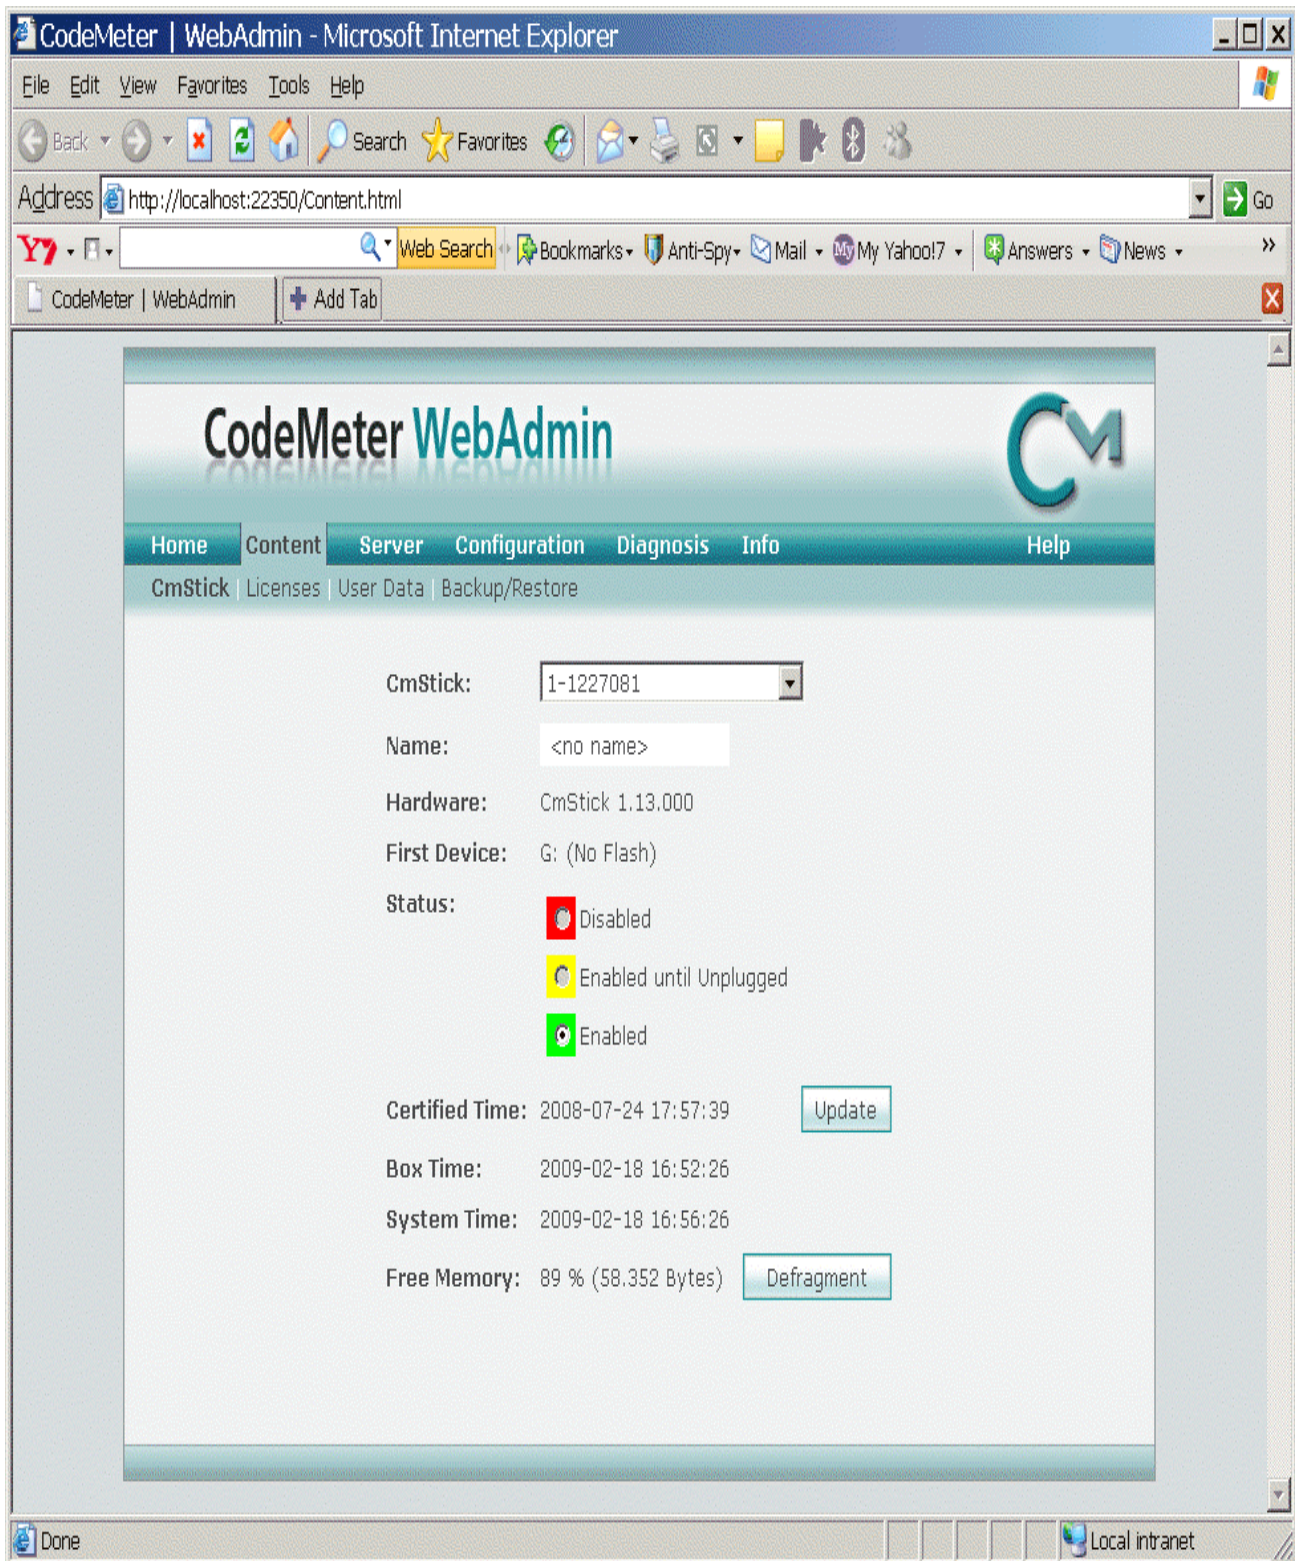 CodeMeter | WebAdmin - Microsoft Internet Explorer
File Edit View Favorites Tools Help
Back Search Favorites
Address http://localhost:22350/Content.html Go
Y7 Web Search Bookmarks Anti-Spy Mail My My Yahoo!7 Answers News »
CodeMeter | WebAdmin Add Tab
CodeMeter WebAdmin CM
Home Content Server Configuration Diagnosis Info Help
CmStick | Licenses | User Data | Backup/Restore
CmStick: 1-1227081
Name: <no name>
Hardware: CmStick 1.13.000
First Device: G: (No Flash)
Status:
Disabled
Enabled until Unplugged
Enabled
Certified Time: 2008-07-24 17:57:39 Update
Box Time: 2009-02-18 16:52:26
System Time: 2009-02-18 16:56:26
Free Memory: 89 % (58.352 Bytes) Defragment
Done Local intranet